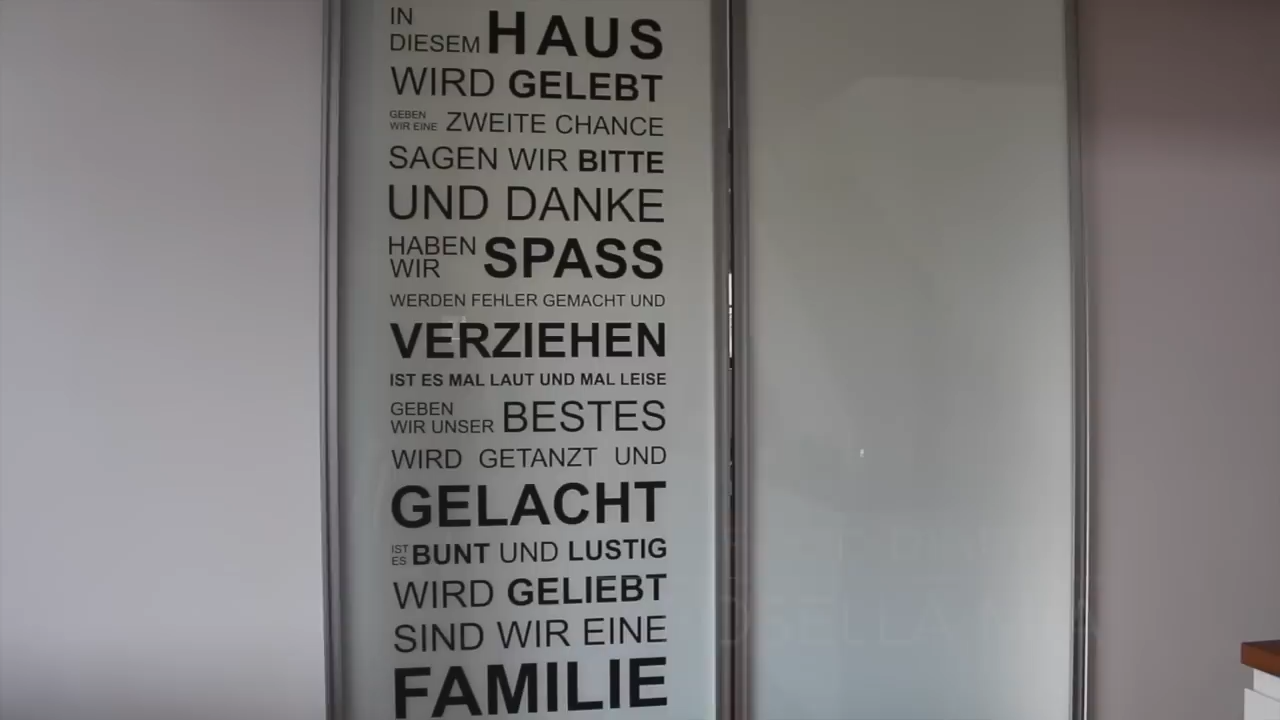 IN
DIESEM HAUS
WIRD GELEBT
GEBEN
WIR EINE ZWEITE CHANCE
SAGEN WIR BITTE
UND DANKE
HABEN
WIR SPASS
WERDEN FEHLER GEMACHT UND
VERZIEHEN
IST ES MAL LAUT UND MAL LEISE
GEBEN
WIR UNSER BESTES
WIRD GETANZT UND
GELACHT
IST
ES BUNT UND LUSTIG
WIRD GELIEBT
SIND WIR EINE
FAMILIE